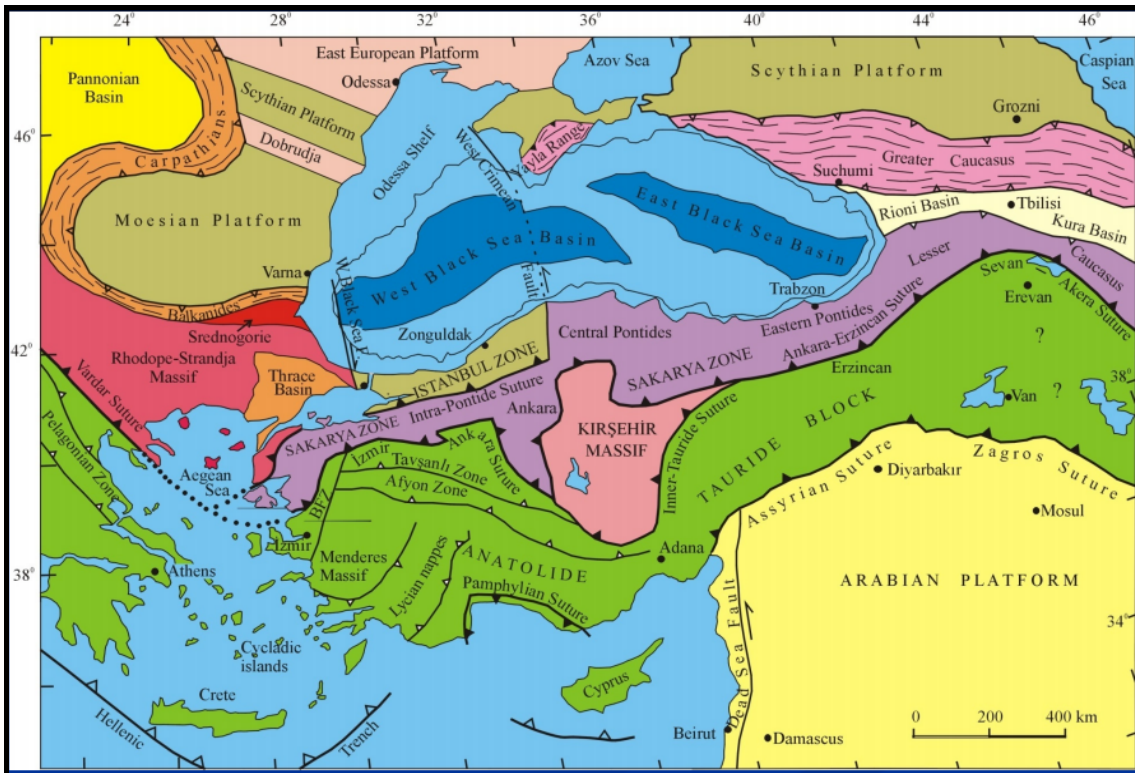 24° 28° 32° 36° 40° 44° 46°
East European Platform
Azov Sea
Scythian Platform
Caspian
Sea
Pannonian
Basin
Odessa
Grozni
Scythian Platform
46°
Carpathians
Dobrudja
Odessa Shelf
West Crimean
Fault
Yayla Range
Greater Caucasus
Suchumi
Moesian Platform
East Black Sea Basin
Rioni Basin
Tbilisi
Kura Basin
West Black Sea Basin
Varna
W.Black Sea F.
Lesser
Caucasus
Sevan
Akera Suture
Erevan
Trabzon
Balkanides
Zonguldak
Central Pontides
Eastern Pontides
Srednogorie
42°
Rhodope-Strandja
Massif
ISTANBUL ZONE
SAKARYA ZONE
Ankara-Erzincan Suture
Erzincan
?
Thrace
Basin
Intra-Pontide Suture
38°
Vardar Suture
Ankara
Van
?
SAKARYA ZONE
KIRŞEHİR
MASSIF
Inner-Tauride Suture
TAURIDE BLOCK
Pelagonian Zone
Aegean
Sea
İzmir
Ankara Suture
Tavşanlı Zone
Afyon Zone
Assyrian Suture
Diyarbakır
Zagros Suture
BFZ
Mosul
İzmir
Menderes
Massif
Lycian nappes
ANATOLIDE
Adana
38°
Athens
Pamphylian Suture
ARABIAN PLATFORM
34°
Dead Sea Fault
Cycladic
islands
Crete
Cyprus
Hellenic
Trench
Beirut
Damascus
0 200 400 km